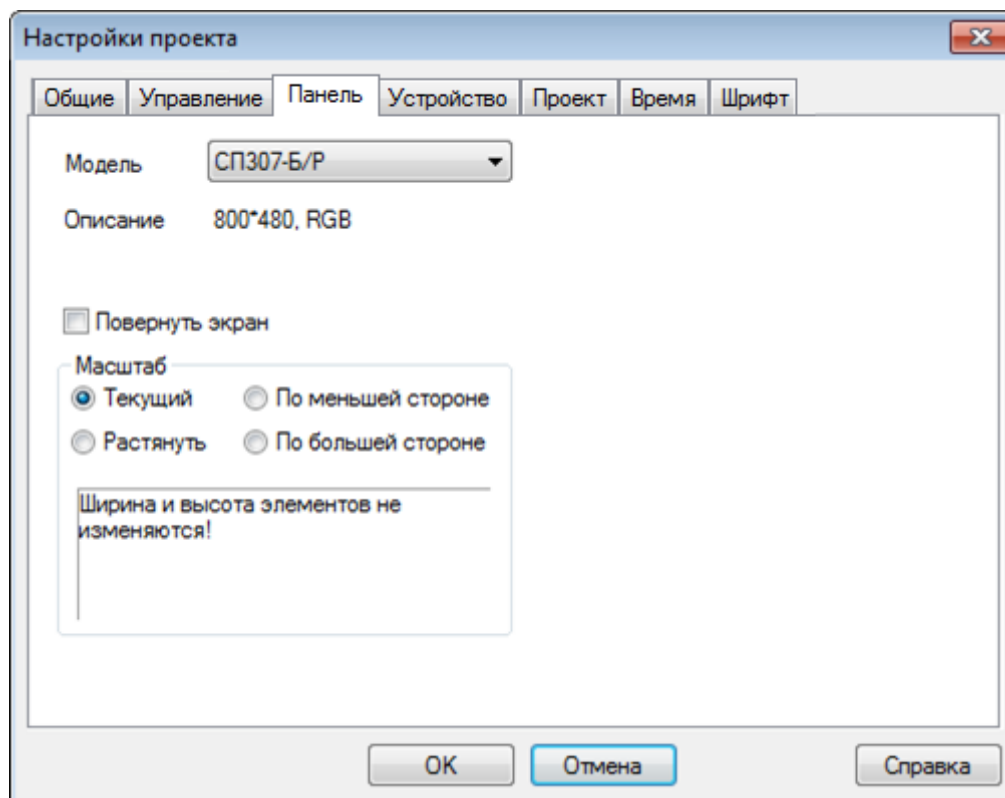 Настройки проекта
Общие Управление Панель Устройство Проект Время Шрифт
Модель СП307-Б/Р
Описание 800*480, RGB
Повернуть экран
Масштаб
Текущий По меньшей стороне
Растянуть По большей стороне
Ширина и высота элементов не
изменяются!
OK Отмена Справка